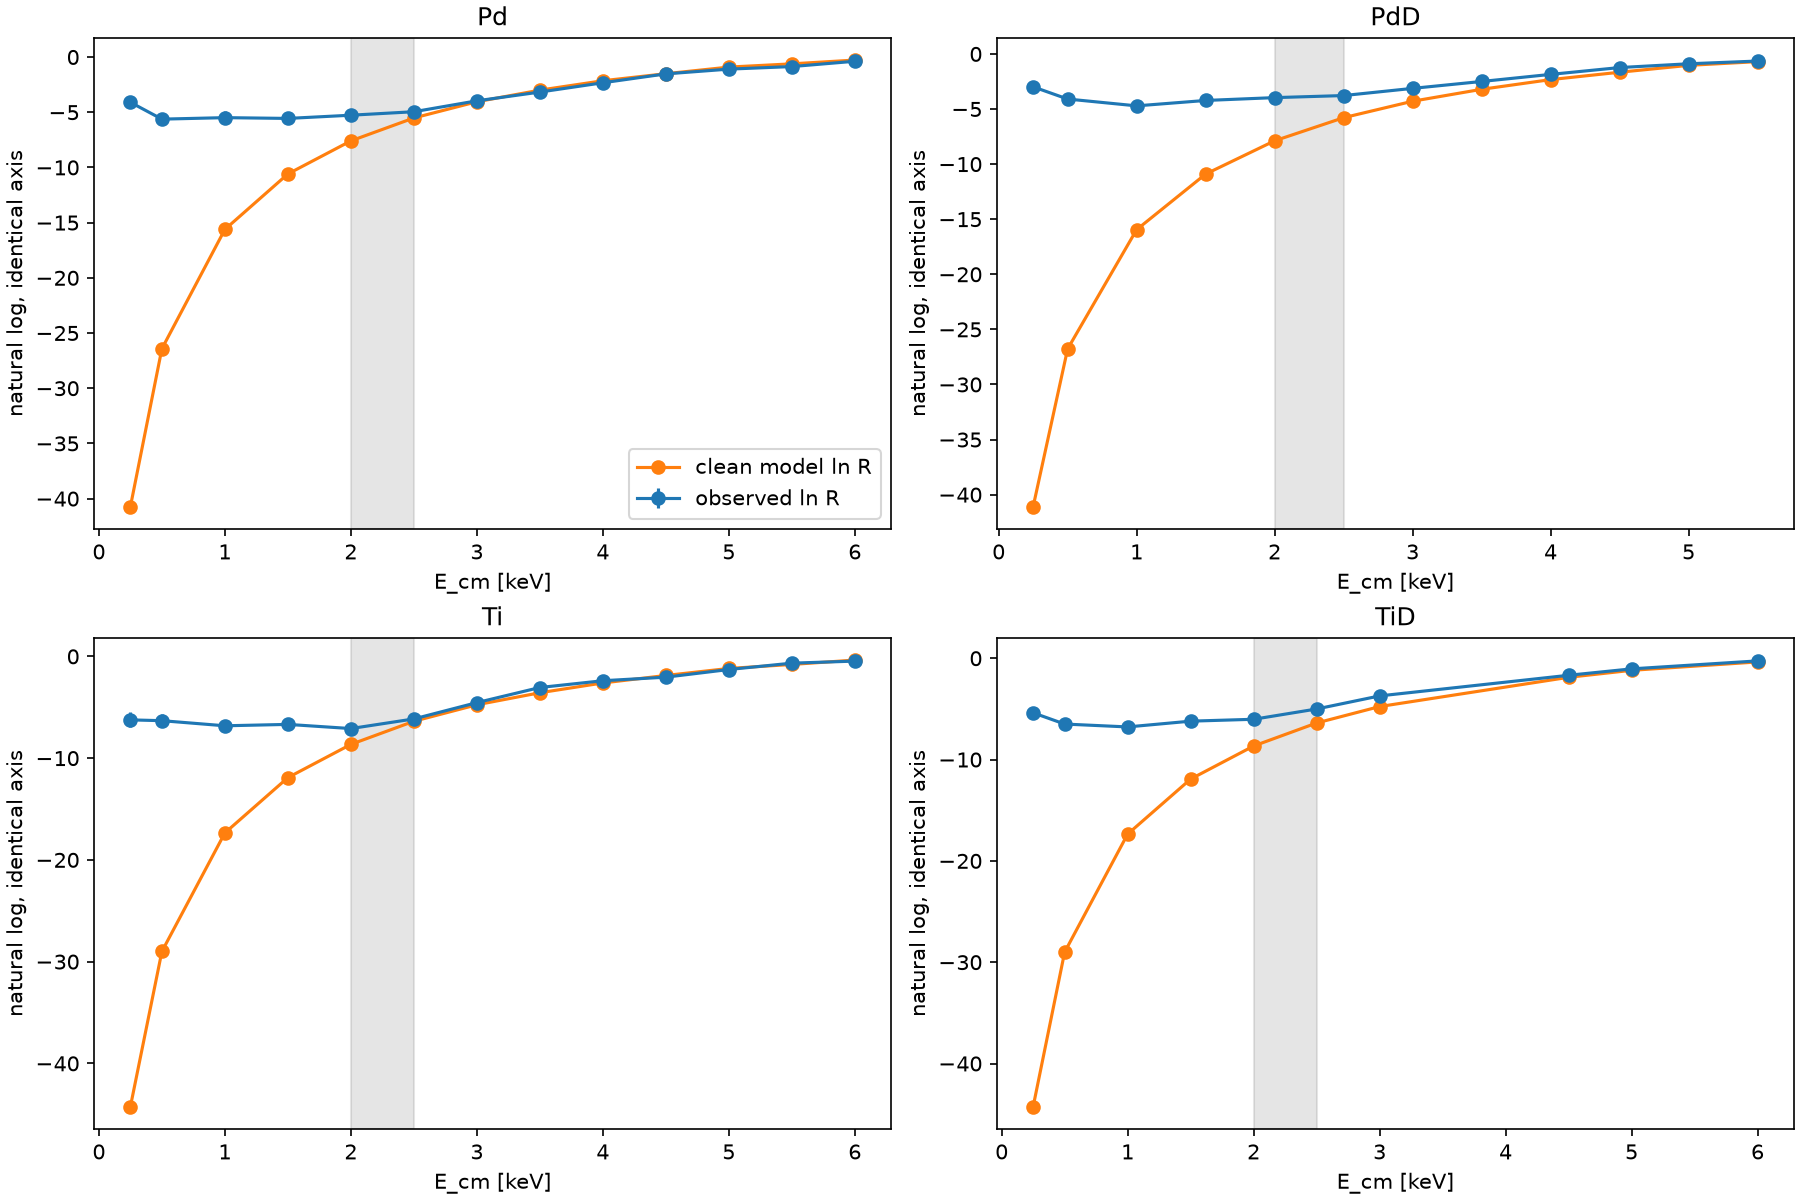 Pd
natural log, identical axis
0
−5
−10
−15
−20
−25
−30
−35
−40
clean model ln R
observed ln R
0 1 2 3 4 5 6
E_cm [keV]
PdD
natural log, identical axis
0
−5
−10
−15
−20
−25
−30
−35
−40
0 1 2 3 4 5
E_cm [keV]
Ti
natural log, identical axis
0
−10
−20
−30
−40
0 1 2 3 4 5 6
E_cm [keV]
TiD
natural log, identical axis
0
−10
−20
−30
−40
0 1 2 3 4 5 6
E_cm [keV]